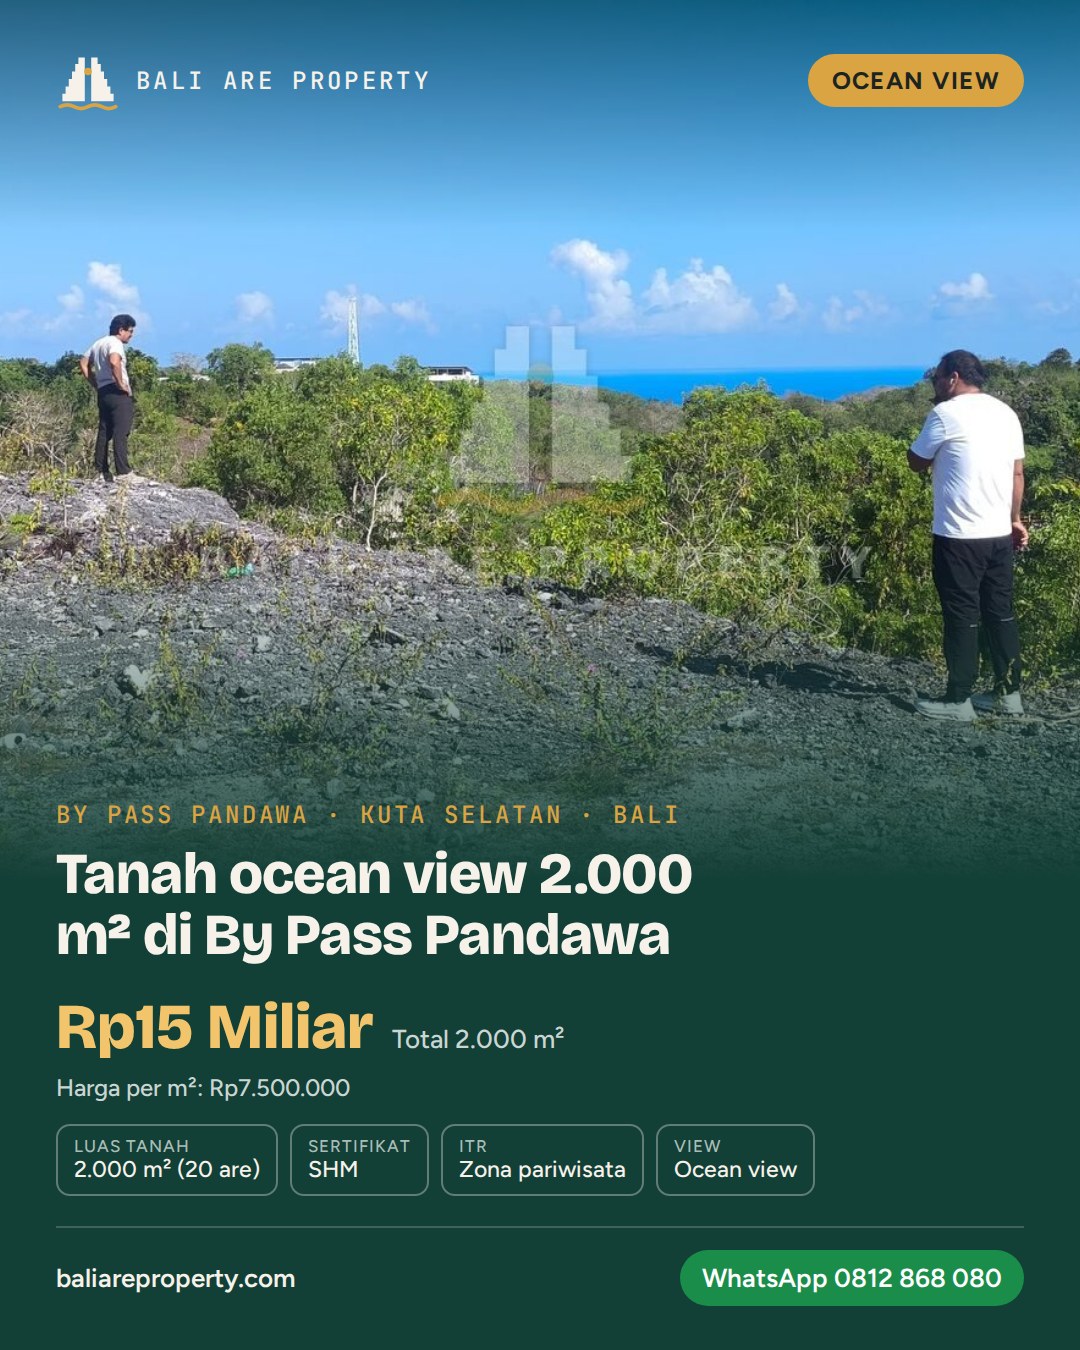 BALI ARE PROPERTY
OCEAN VIEW
ARE PROPERTY
BY PASS PANDAWA · KUTA SELATAN · BALI
Tanah ocean view 2.000
m² di By Pass Pandawa
Rp15 Miliar Total 2.000 m²
Harga per m²: Rp7.500.000
LUAS TANAH
2.000 m² (20 are)
SERTIFIKAT
SHM
ITR
Zona pariwisata
VIEW
Ocean view
baliareproperty.com
WhatsApp 0812 868 080